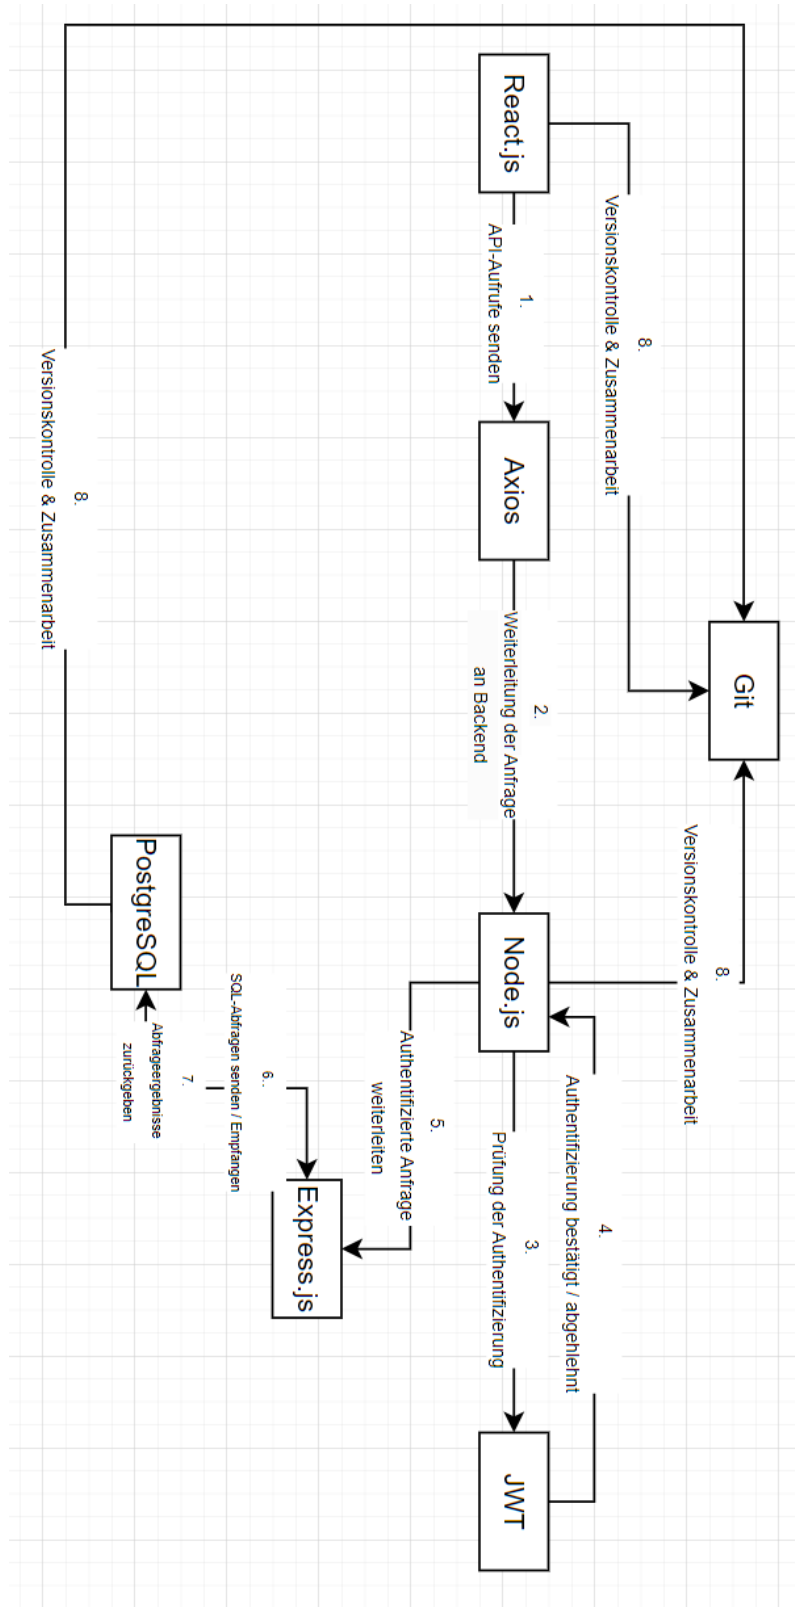 Git
8.
Versionskontrolle & Zusammenarbeit
8.
Versionskontrolle & Zusammenarbeit
4.
Authentifizierung bestätigt / abgehlehnt
React.js
1.
API-Aufrufe senden
Axios
2.
Weiterleitung der Anfrage
an Backend
Node.js
3.
Prüfung der Authentifizierung
JWT
5.
Authentifizierte Anfrage
weiterleiten
Express.js
6..
SQL-Abfragen senden / Empfangen
7.
Abfrageergebnisse
zurückgeben
PostgreSQL
8.
Versionskontrolle & Zusammenarbeit